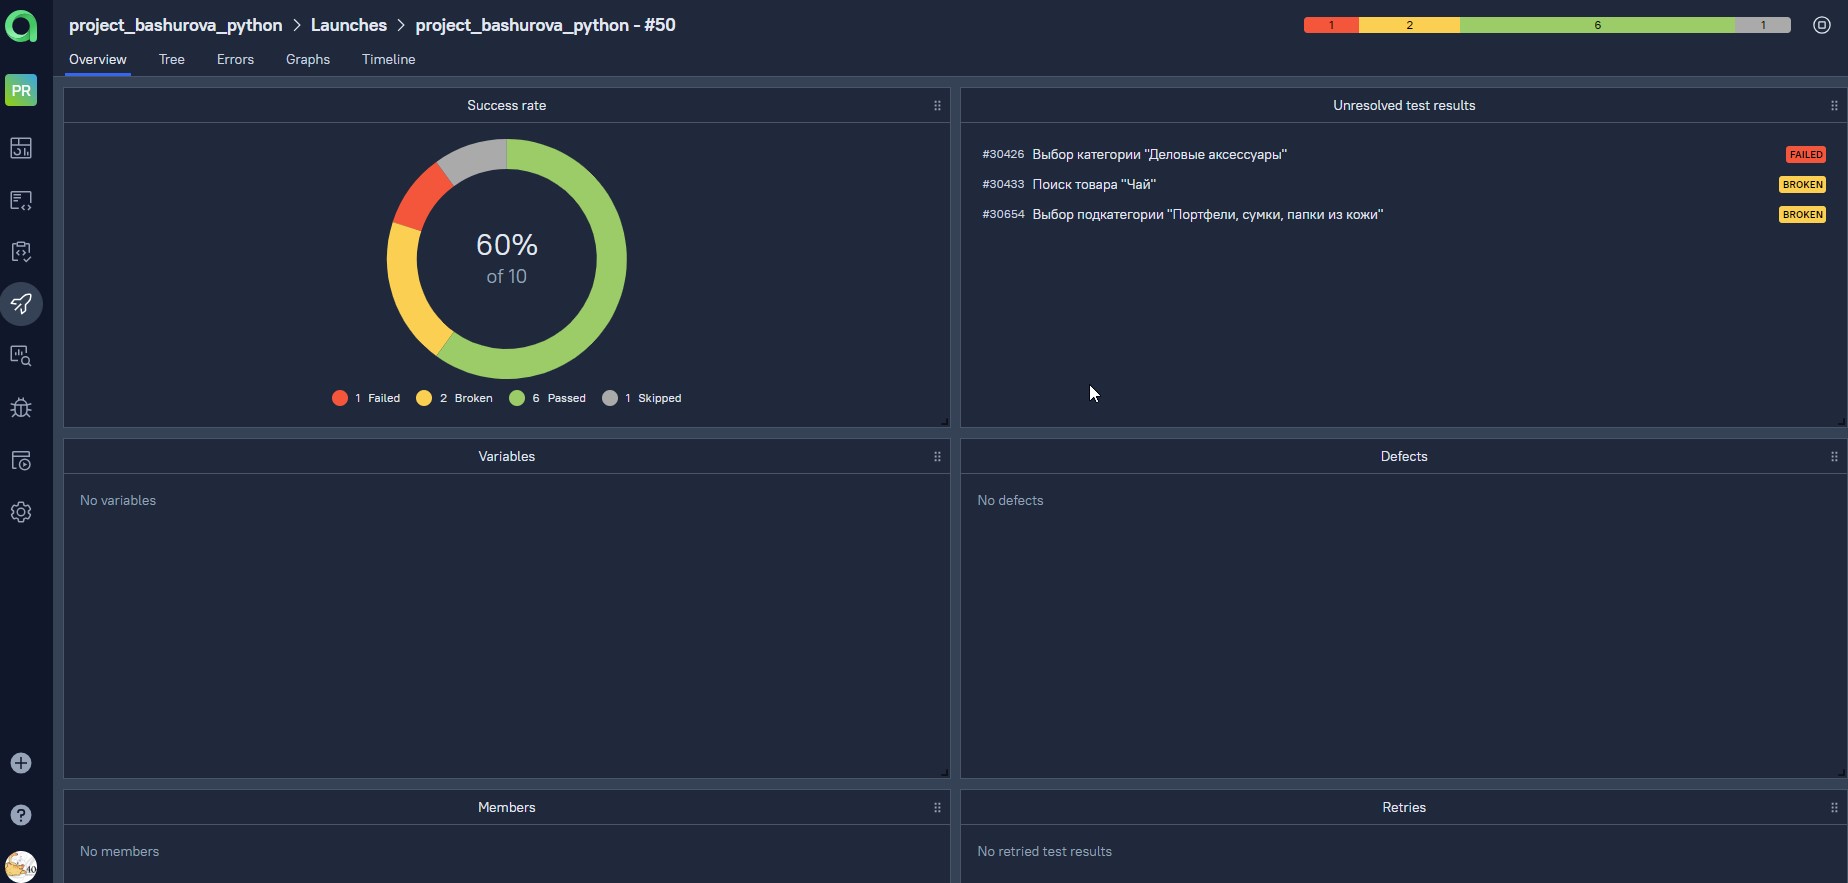 project_bashurova_python > Launches > project_bashurova_python - #50
1 2 6 1
Overview Tree Errors Graphs Timeline
PR
Success rate
60%
of 10
1 Failed 2 Broken 6 Passed 1 Skipped
Unresolved test results
#30426 Выбор категории "Деловые аксессуары" FAILED
#30433 Поиск товара "Чай" BROKEN
#30654 Выбор подкатегории "Портфели, сумки, папки из кожи" BROKEN
Variables
No variables
Defects
No defects
Members
No members
Retries
No retried test results